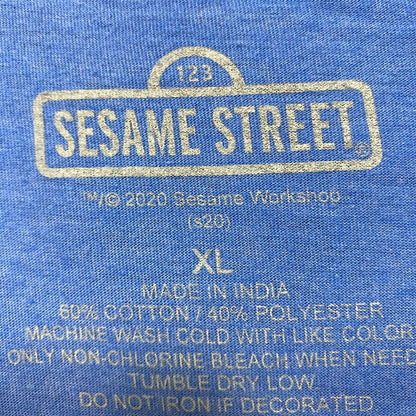 123
SESAME STREET®
™/© 2020 Sesame Workshop
(s20)
XL
MADE IN INDIA
60% COTTON / 40% POLYESTER
MACHINE WASH COLD WITH LIKE COLOR
ONLY NON-CHLORINE BLEACH WHEN NEED
TUMBLE DRY LOW
DO NOT IRON IF DECORATED